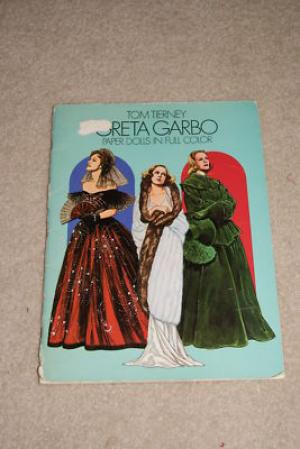 TOM TIERNEY
GRETA GARBO
PAPER DOLLS IN FULL COLOR